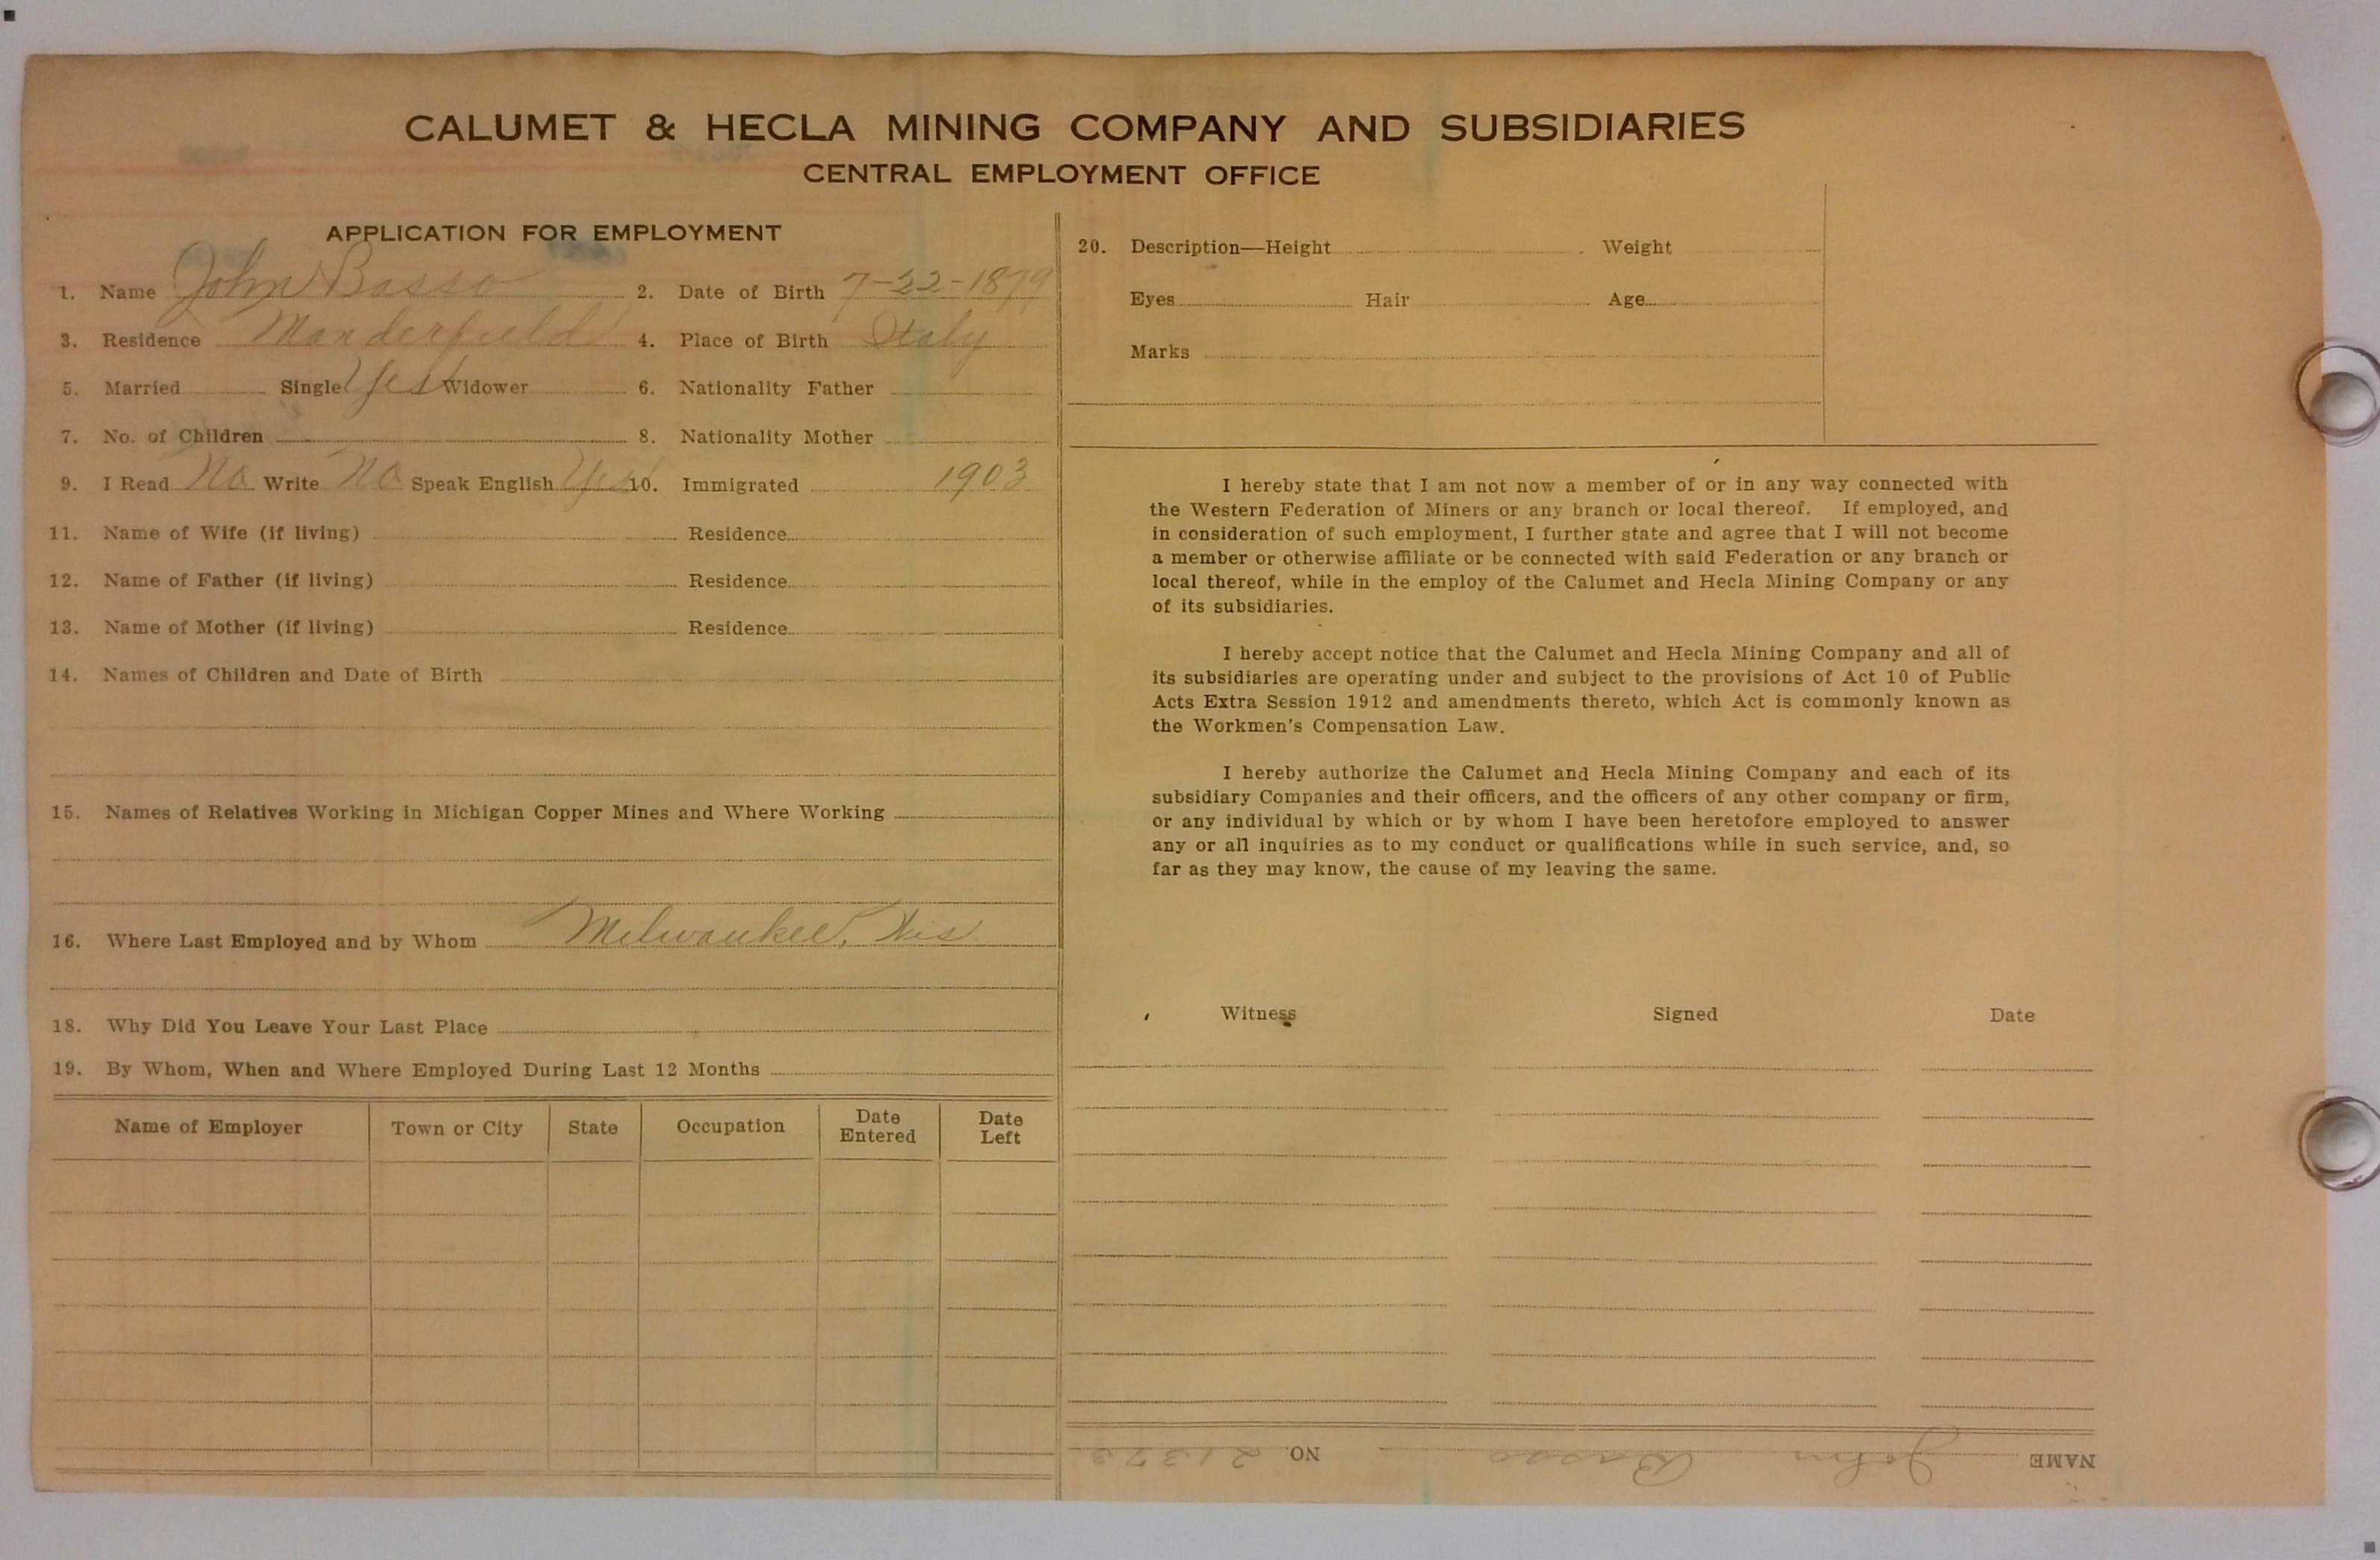 CALUMET & HECLA MINING COMPANY AND SUBSIDIARIES
CENTRAL EMPLOYMENT OFFICE
APPLICATION FOR EMPLOYMENT
1. Name John Basso 2. Date of Birth 7-22-1879
3. Residence Manderfield 4. Place of Birth Italy
5. Married Single Yes Widower 6. Nationality Father
7. No. of Children 8. Nationality Mother
9. I Read No Write No Speak English Yes 10. Immigrated 1903
11. Name of Wife (if living) Residence
12. Name of Father (if living) Residence
13. Name of Mother (if living) Residence
14. Names of Children and Date of Birth
15. Names of Relatives Working in Michigan Copper Mines and Where Working
16. Where Last Employed and by Whom Milwaukee, Wis
18. Why Did You Leave Your Last Place
19. By Whom, When and Where Employed During Last 12 Months
Name of Employer Town or City State Occupation Date Entered Date Left
20. Description—Height Weight
Eyes Hair Age
Marks
I hereby state that I am not now a member of or in any way connected with
the Western Federation of Miners or any branch or local thereof. If employed, and
in consideration of such employment, I further state and agree that I will not become
a member or otherwise affiliate or be connected with said Federation or any branch or
local thereof, while in the employ of the Calumet and Hecla Mining Company or any
of its subsidiaries.
I hereby accept notice that the Calumet and Hecla Mining Company and all of
its subsidiaries are operating under and subject to the provisions of Act 10 of Public
Acts Extra Session 1912 and amendments thereto, which Act is commonly known as
the Workmen's Compensation Law.
I hereby authorize the Calumet and Hecla Mining Company and each of its
subsidiary Companies and their officers, and the officers of any other company or firm,
or any individual by which or by whom I have been heretofore employed to answer
any or all inquiries as to my conduct or qualifications while in such service, and, so
far as they may know, the cause of my leaving the same.
Witness Signed Date
NAME John Basso NO. 21373